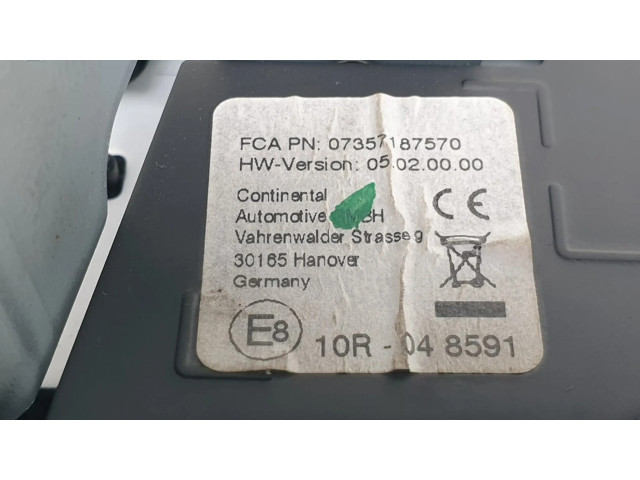 FCA PN: 07357187570
HW-Version: 05.02.00.00
Continental
Automotive GMBH
Vahrenwalder Strasse 9
30165 Hanover
Germany
CE
E8
10R - 04 8591